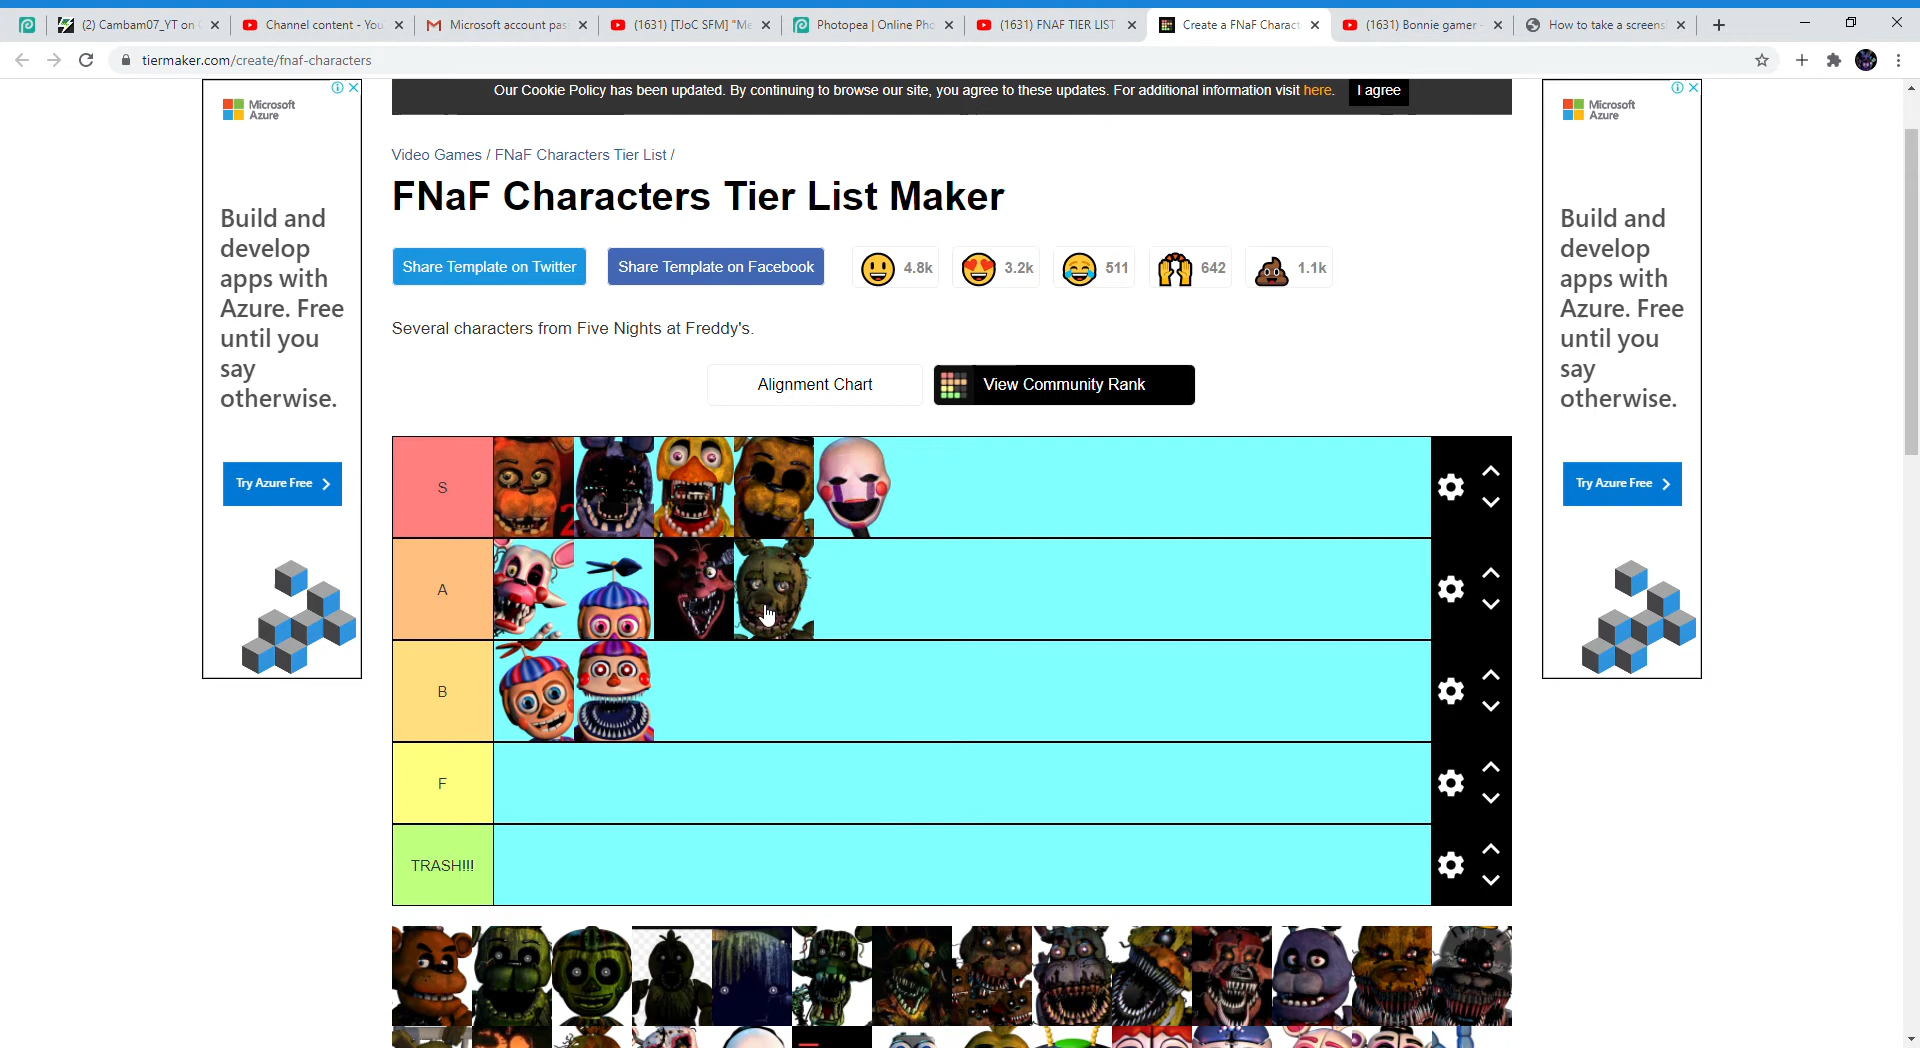 (2) Cambam07_YT on
Channel content - You
Microsoft account pas
(1631) [TJoC SFM] "Me
Photopea | Online Pho
(1631) FNAF TIER LIST
Create a FNaF Charact
(1631) Bonnie gamer -
How to take a screens
tiermaker.com/create/fnaf-characters
Our Cookie Policy has been updated. By continuing to browse our site, you agree to these updates. For additional information visit here.
I agree
Microsoft
Azure
Build and
develop
apps with
Azure. Free
until you
say
otherwise.
Try Azure Free
Video Games / FNaF Characters Tier List /
FNaF Characters Tier List Maker
Share Template on Twitter
Share Template on Facebook
4.8k
3.2k
511
642
1.1k
Several characters from Five Nights at Freddy's.
Alignment Chart
View Community Rank
S
2
A
B
F
TRASH!!!
Microsoft
Azure
Build and
develop
apps with
Azure. Free
until you
say
otherwise.
Try Azure Free